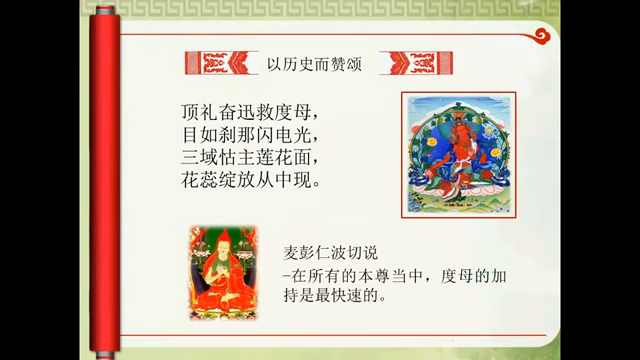 以历史而赞颂
顶礼奋迅救度母，
目如刹那闪电光，
三域怙主莲花面，
花蕊绽放从中现。
麦彭仁波切说
–在所有的本尊当中，度母的加
持是最快速的。